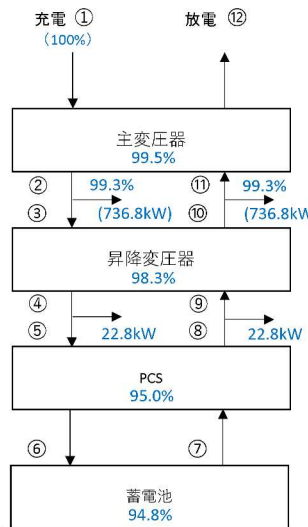 充電 ① 放電 ⑫
(100%)
主変圧器
99.5%
② 99.3% ⑪ 99.3%
③ (736.8kW) ⑩ (736.8kW
昇降変圧器
98.3%
④ ⑨
⑤ 22.8kW ⑧ 22.8kW
PCS
95.0%
⑥ ⑦
蓄電池
94.8%